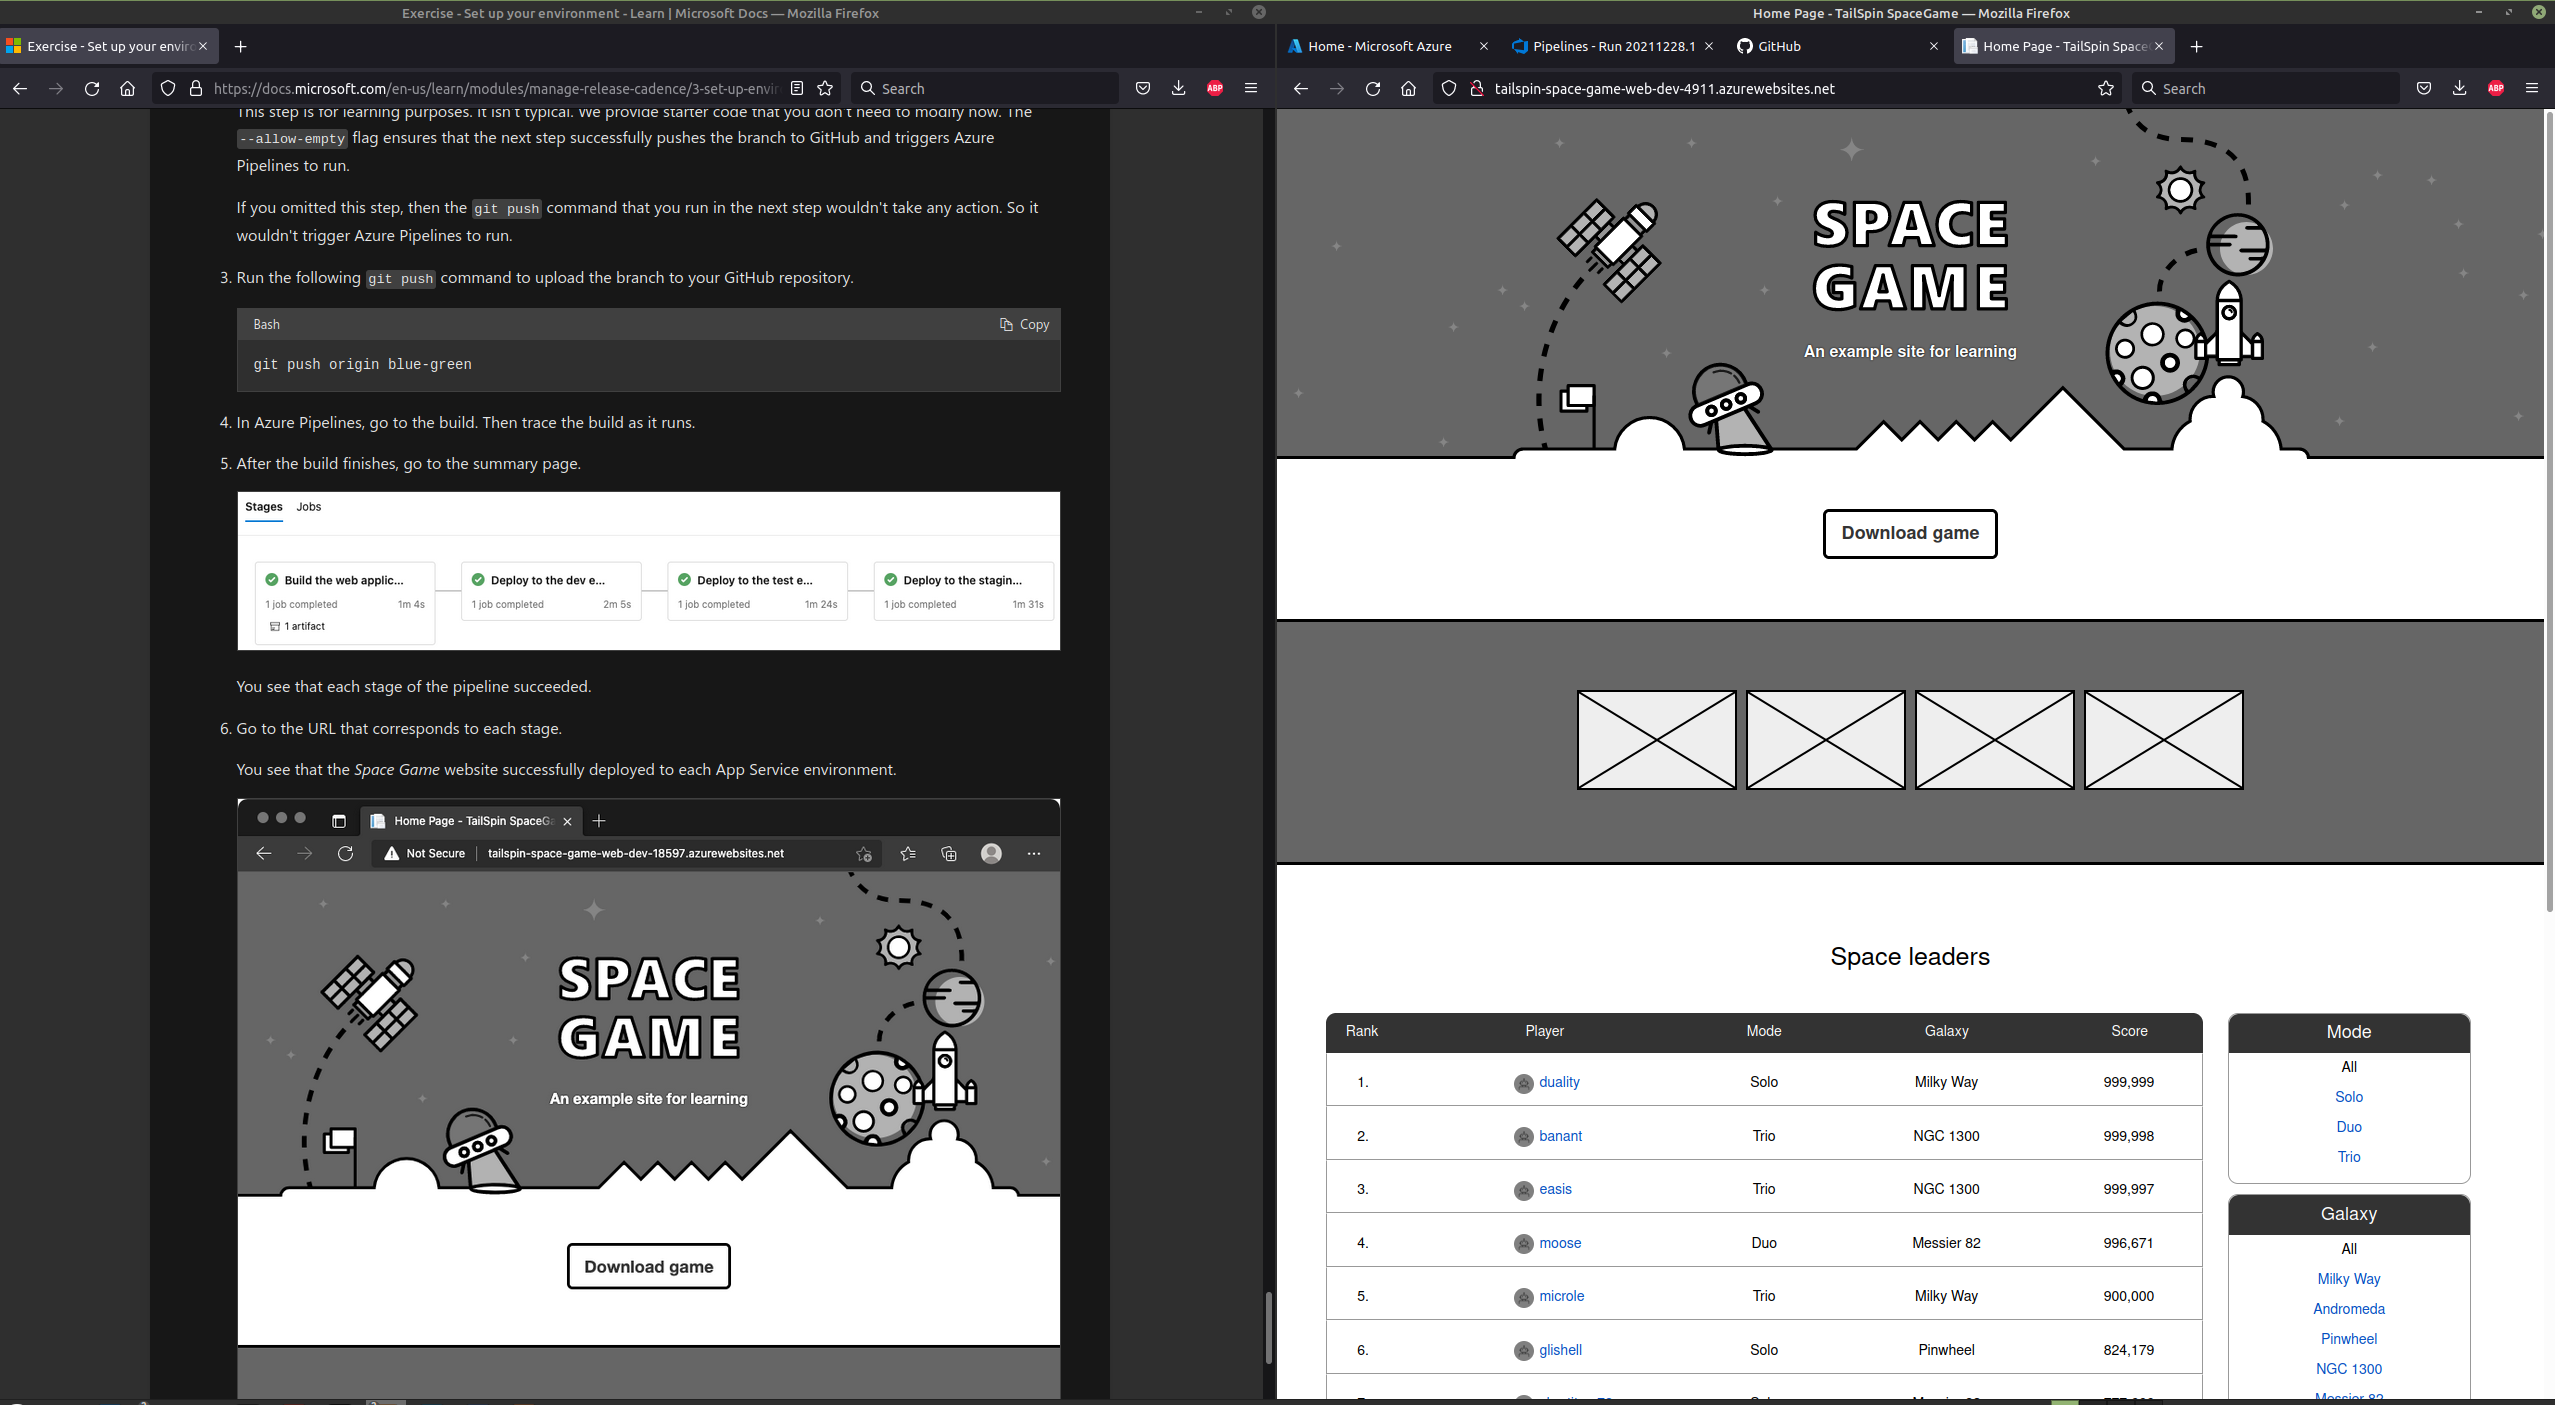 Exercise - Set up your environment - Learn | Microsoft Docs — Mozilla Firefox
Exercise - Set up your enviro
https://docs.microsoft.com/en-us/learn/modules/manage-release-cadence/3-set-up-envir
Search
ABP
This step is for learning purposes. It isn't typical. We provide starter code that you don't need to modify now. The
--allow-empty flag ensures that the next step successfully pushes the branch to GitHub and triggers Azure
Pipelines to run.
If you omitted this step, then the git push command that you run in the next step wouldn't take any action. So it
wouldn't trigger Azure Pipelines to run.
3. Run the following git push command to upload the branch to your GitHub repository.
Bash
Copy
git push origin blue-green
4. In Azure Pipelines, go to the build. Then trace the build as it runs.
5. After the build finishes, go to the summary page.
Stages Jobs
Build the web applic... Deploy to the dev e... Deploy to the test e... Deploy to the stagin...
1 job completed 1m 4s 1 job completed 2m 5s 1 job completed 1m 24s 1 job completed 1m 31s
1 artifact
You see that each stage of the pipeline succeeded.
6. Go to the URL that corresponds to each stage.
You see that the Space Game website successfully deployed to each App Service environment.
Home Page - TailSpin SpaceGa
Not Secure tailspin-space-game-web-dev-18597.azurewebsites.net
SPACE
GAME
An example site for learning
Download game
Home Page - TailSpin SpaceGame — Mozilla Firefox
Home - Microsoft Azure
Pipelines - Run 20211228.1
GitHub
Home Page - TailSpin Space
tailspin-space-game-web-dev-4911.azurewebsites.net
Search
ABP
SPACE
GAME
An example site for learning
Download game
Space leaders
Rank Player Mode Galaxy Score
1. duality Solo Milky Way 999,999
2. banant Trio NGC 1300 999,998
3. easis Trio NGC 1300 999,997
4. moose Duo Messier 82 996,671
5. microle Trio Milky Way 900,000
6. glishell Solo Pinwheel 824,179
Mode
All
Solo
Duo
Trio
Galaxy
All
Milky Way
Andromeda
Pinwheel
NGC 1300
Messier 82